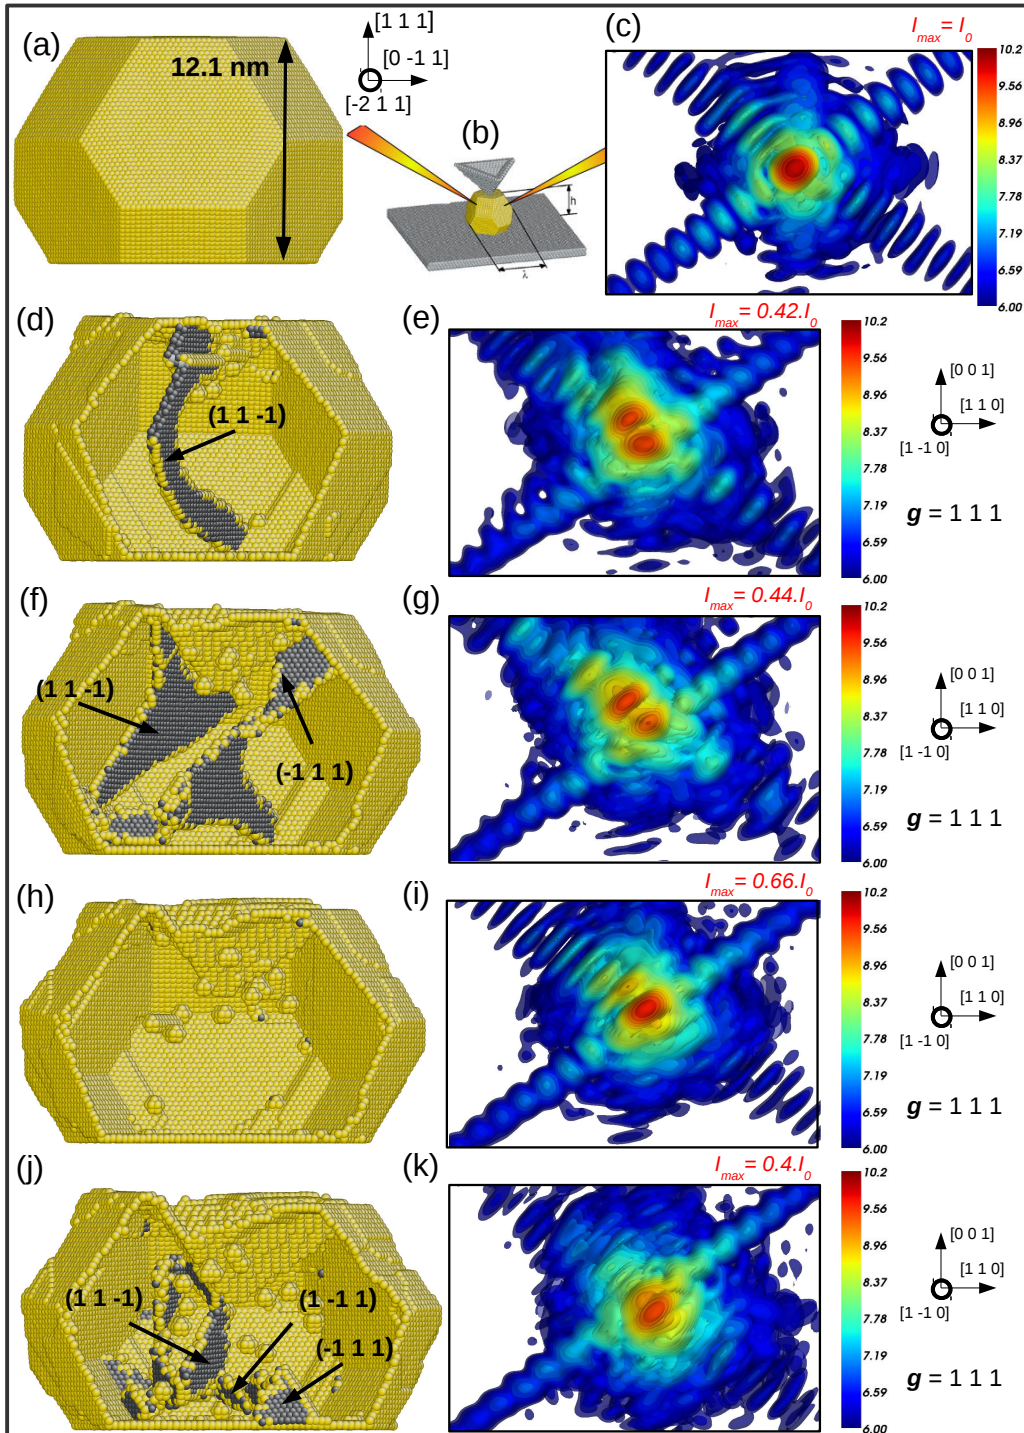 (a)
12.1 nm
[1 1 1]
[0 -1 1]
[-2 1 1]
(b)
h
λ
(c)
I_max = I_0
10.2
9.56
8.96
8.37
7.78
7.19
6.59
6.00
(d)
(1 1 -1)
(e)
I_max = 0.42.I_0
10.2
9.56
8.96
8.37
7.78
7.19
6.59
6.00
[0 0 1]
[1 1 0]
[1 -1 0]
g = 1 1 1
(f)
(1 1 -1)
(-1 1 1)
(g)
I_max = 0.44.I_0
10.2
9.56
8.96
8.37
7.78
7.19
6.59
6.00
[0 0 1]
[1 1 0]
[1 -1 0]
g = 1 1 1
(h)
(i)
I_max = 0.66.I_0
10.2
9.56
8.96
8.37
7.78
7.19
6.59
6.00
[0 0 1]
[1 1 0]
[1 -1 0]
g = 1 1 1
(j)
(1 1 -1)
(1 -1 1)
(-1 1 1)
(k)
I_max = 0.4.I_0
10.2
9.56
8.96
8.37
7.78
7.19
6.59
6.00
[0 0 1]
[1 1 0]
[1 -1 0]
g = 1 1 1